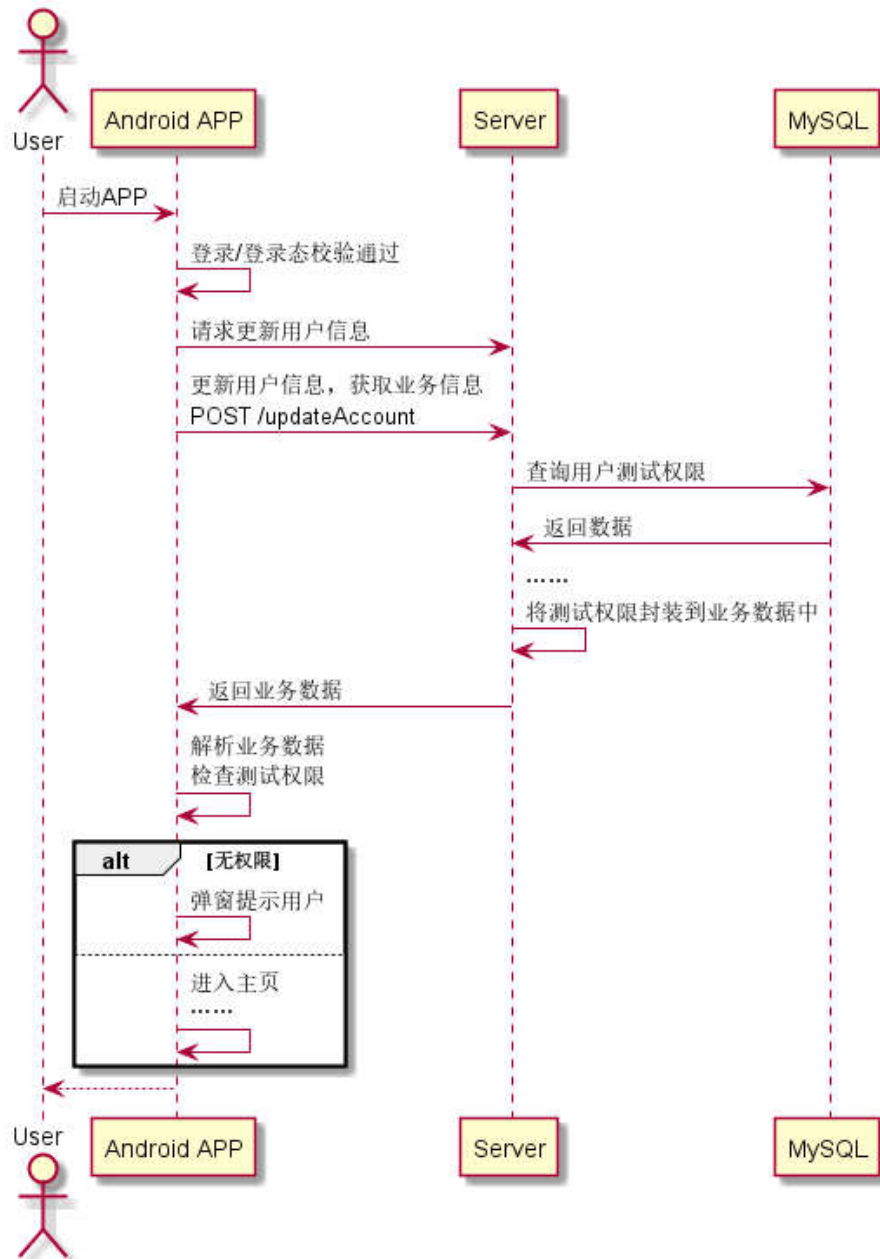 User
Android APP
Server
MySQL
启动APP
登录/登录态校验通过
请求更新用户信息
更新用户信息，获取业务信息
POST /updateAccount
查询用户测试权限
返回数据
……
将测试权限封装到业务数据中
返回业务数据
解析业务数据
检查测试权限
alt
[无权限]
弹窗提示用户
进入主页
……
User
Android APP
Server
MySQL